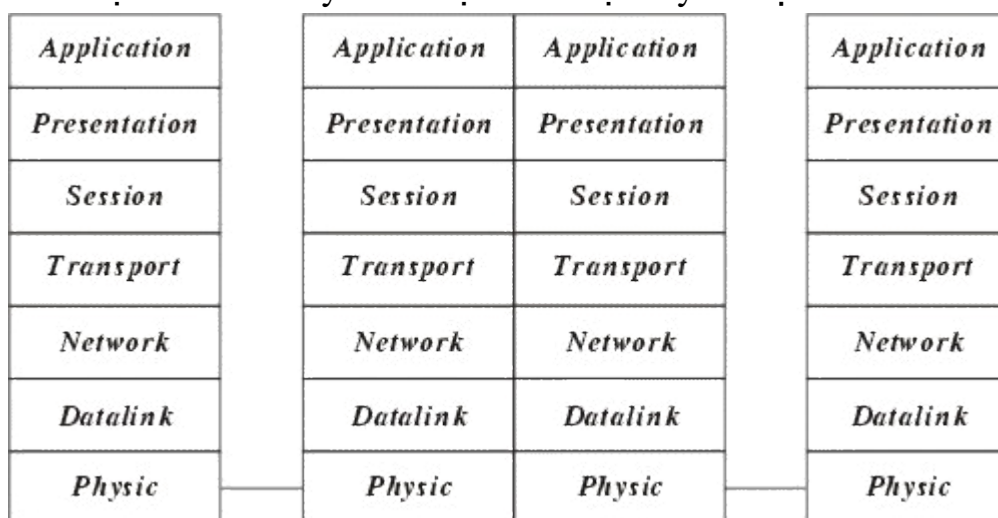 Application Application Application Application
Presentation Presentation Presentation Presentation
Session Session Session Session
Transport Transport Transport Transport
Network Network Network Network
Datalink Datalink Datalink Datalink
Physic Physic Physic Physic